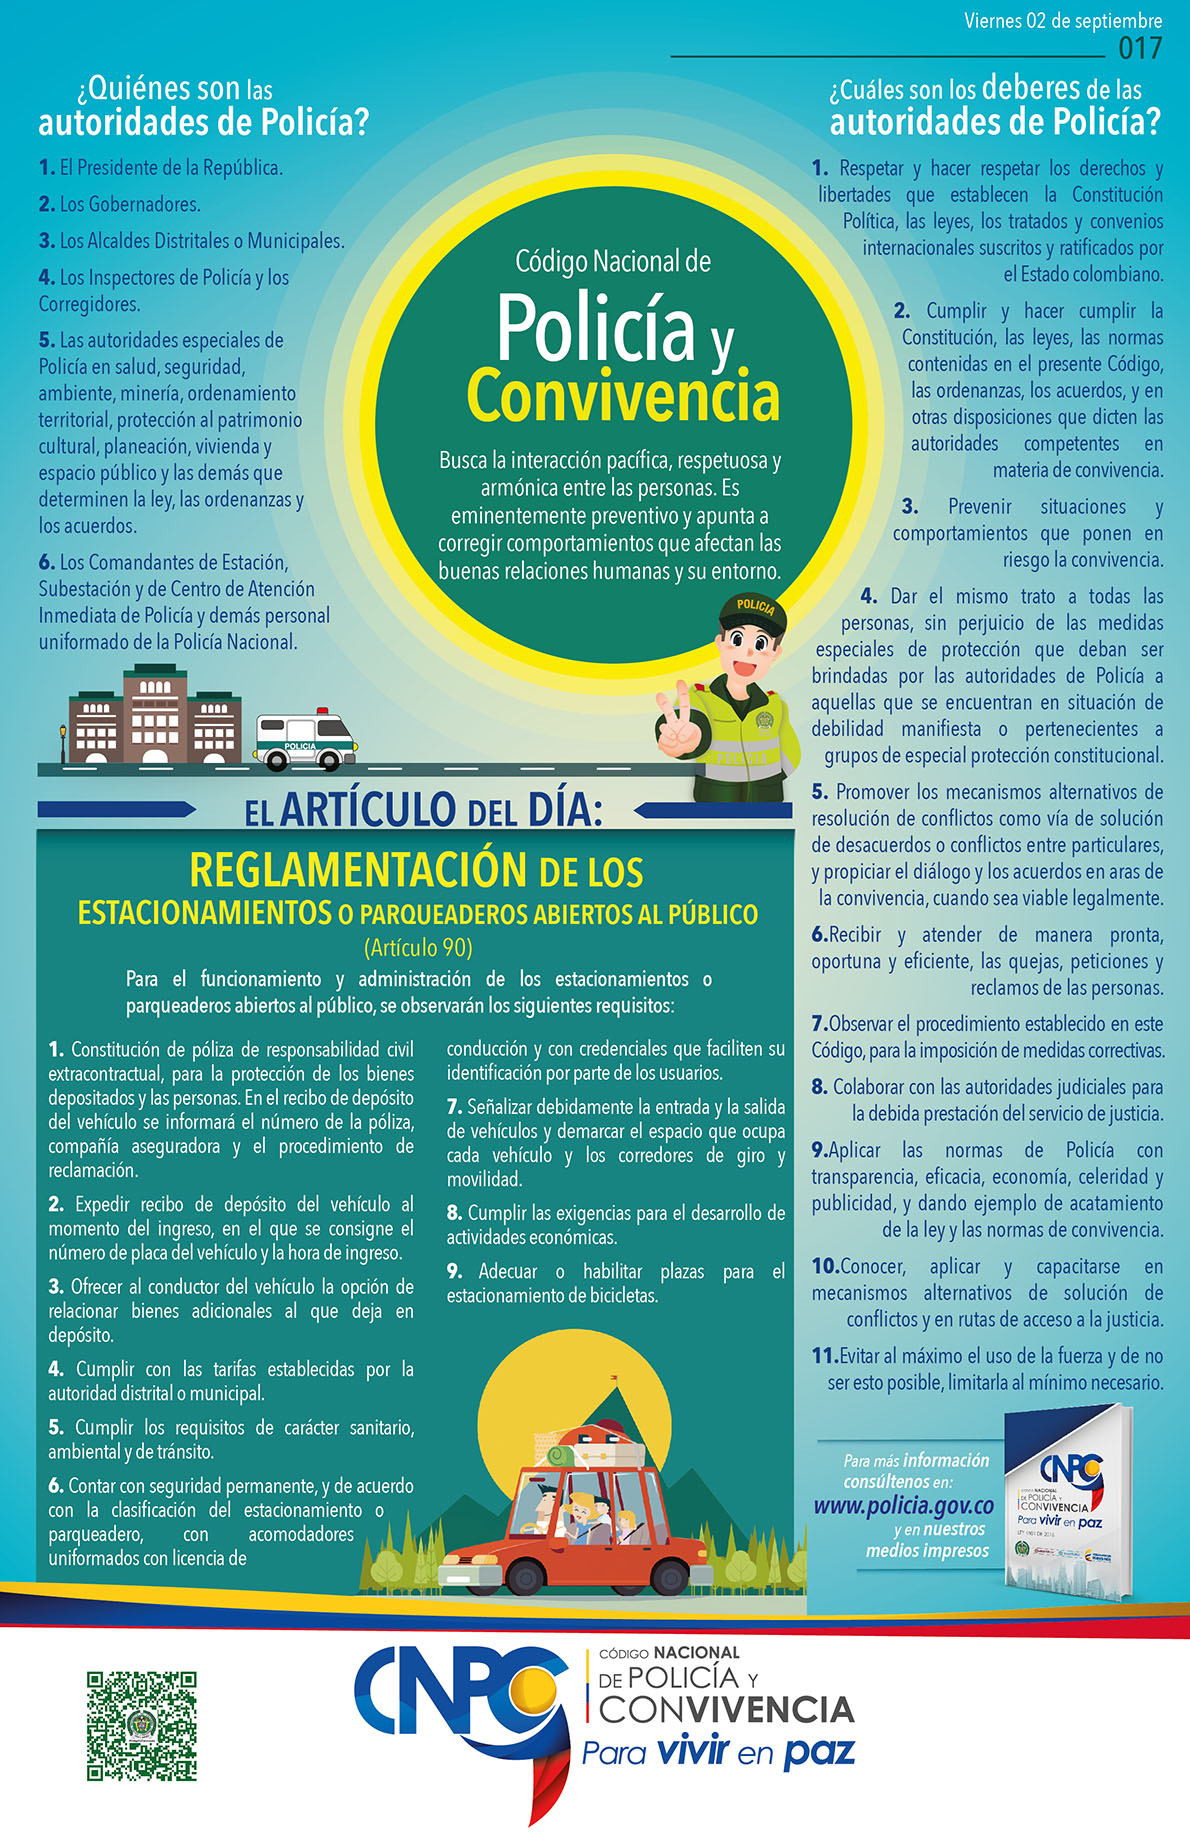 Viernes 02 de septiembre
017
¿Quiénes son las
autoridades de Policía?
1. El Presidente de la República.
2. Los Gobernadores.
3. Los Alcaldes Distritales o Municipales.
4. Los Inspectores de Policía y los
Corregidores.
5. Las autoridades especiales de
Policía en salud, seguridad,
ambiente, minería, ordenamiento
territorial, protección al patrimonio
cultural, planeación, vivienda y
espacio público y las demás que
determinen la ley, las ordenanzas y
los acuerdos.
6. Los Comandantes de Estación,
Subestación y de Centro de Atención
Inmediata de Policía y demás personal
uniformado de la Policía Nacional.
Código Nacional de
Policía y
Convivencia
Busca la interacción pacífica, respetuosa y
armónica entre las personas. Es
eminentemente preventivo y apunta a
corregir comportamientos que afectan las
buenas relaciones humanas y su entorno.
POLICIA
POLICIA
POLICIA
¿Cuáles son los deberes de las
autoridades de Policía?
1. Respetar y hacer respetar los derechos y
libertades que establecen la Constitución
Política, las leyes, los tratados y convenios
internacionales suscritos y ratificados por
el Estado colombiano.
2. Cumplir y hacer cumplir la
Constitución, las leyes, las normas
contenidas en el presente Código,
las ordenanzas, los acuerdos, y en
otras disposiciones que dicten las
autoridades competentes en
materia de convivencia.
3. Prevenir situaciones y
comportamientos que ponen en
riesgo la convivencia.
4. Dar el mismo trato a todas las
personas, sin perjuicio de las medidas
especiales de protección que deban ser
brindadas por las autoridades de Policía a
aquellas que se encuentran en situación de
debilidad manifiesta o pertenecientes a
grupos de especial protección constitucional.
5. Promover los mecanismos alternativos de
resolución de conflictos como vía de solución
de desacuerdos o conflictos entre particulares,
y propiciar el diálogo y los acuerdos en aras de
la convivencia, cuando sea viable legalmente.
6.Recibir y atender de manera pronta,
oportuna y eficiente, las quejas, peticiones y
reclamos de las personas.
7.Observar el procedimiento establecido en este
Código, para la imposición de medidas correctivas.
8. Colaborar con las autoridades judiciales para
la debida prestación del servicio de justicia.
9.Aplicar las normas de Policía con
transparencia, eficacia, economía, celeridad y
publicidad, y dando ejemplo de acatamiento
de la ley y las normas de convivencia.
10.Conocer, aplicar y capacitarse en
mecanismos alternativos de solución de
conflictos y en rutas de acceso a la justicia.
11.Evitar al máximo el uso de la fuerza y de no
ser esto posible, limitarla al mínimo necesario.
EL ARTÍCULO DEL DÍA:
REGLAMENTACIÓN DE LOS
ESTACIONAMIENTOS O PARQUEADEROS ABIERTOS AL PÚBLICO
(Artículo 90)
Para el funcionamiento y administración de los estacionamientos o
parqueaderos abiertos al público, se observarán los siguientes requisitos:
1. Constitución de póliza de responsabilidad civil
extracontractual, para la protección de los bienes
depositados y las personas. En el recibo de depósito
del vehículo se informará el número de la póliza,
compañía aseguradora y el procedimiento de
reclamación.
2. Expedir recibo de depósito del vehículo al
momento del ingreso, en el que se consigne el
número de placa del vehículo y la hora de ingreso.
3. Ofrecer al conductor del vehículo la opción de
relacionar bienes adicionales al que deja en
depósito.
4. Cumplir con las tarifas establecidas por la
autoridad distrital o municipal.
5. Cumplir los requisitos de carácter sanitario,
ambiental y de tránsito.
6. Contar con seguridad permanente, y de acuerdo
con la clasificación del estacionamiento o
parqueadero, con acomodadores
uniformados con licencia de
conducción y con credenciales que faciliten su
identificación por parte de los usuarios.
7. Señalizar debidamente la entrada y la salida
de vehículos y demarcar el espacio que ocupa
cada vehículo y los corredores de giro y
movilidad.
8. Cumplir las exigencias para el desarrollo de
actividades económicas.
9. Adecuar o habilitar plazas para el
estacionamiento de bicicletas.
Para más información
consúltenos en:
www.policia.gov.co
y en nuestros
medios impresos
CNPC
CÓDIGO NACIONAL
DE POLICÍA Y
CONVIVENCIA
Para vivir en paz
LEY 1801 DE 2016
CNPC
CÓDIGO NACIONAL
DE POLICÍA Y
CONVIVENCIA
Para vivir en paz